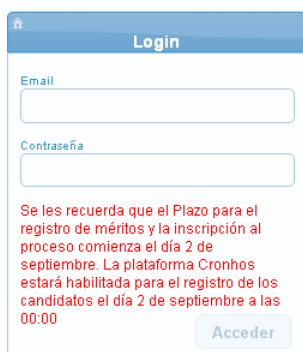 Login
Email
Contraseña
Se les recuerda que el Plazo para el
registro de méritos y la inscripción al
proceso comienza el día 2 de
septiembre. La plataforma Cronhos
estará habilitada para el registro de los
candidatos el día 2 de septiembre a las
00:00
Acceder